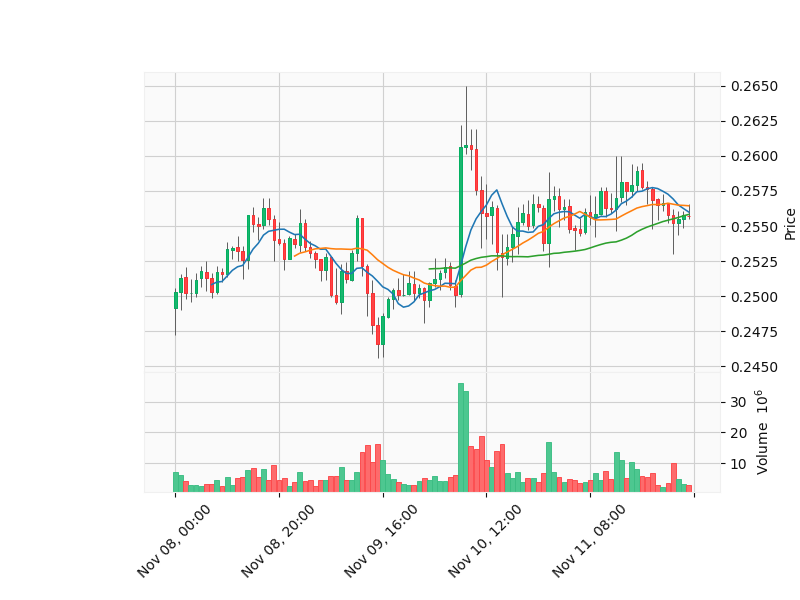 0.2650
0.2625
0.2600
0.2575
0.2550
0.2525
0.2500
0.2475
0.2450
Price
30
20
10
Volume 10⁶
Nov 08, 00:00
Nov 08, 20:00
Nov 09, 16:00
Nov 10, 12:00
Nov 11, 08:00